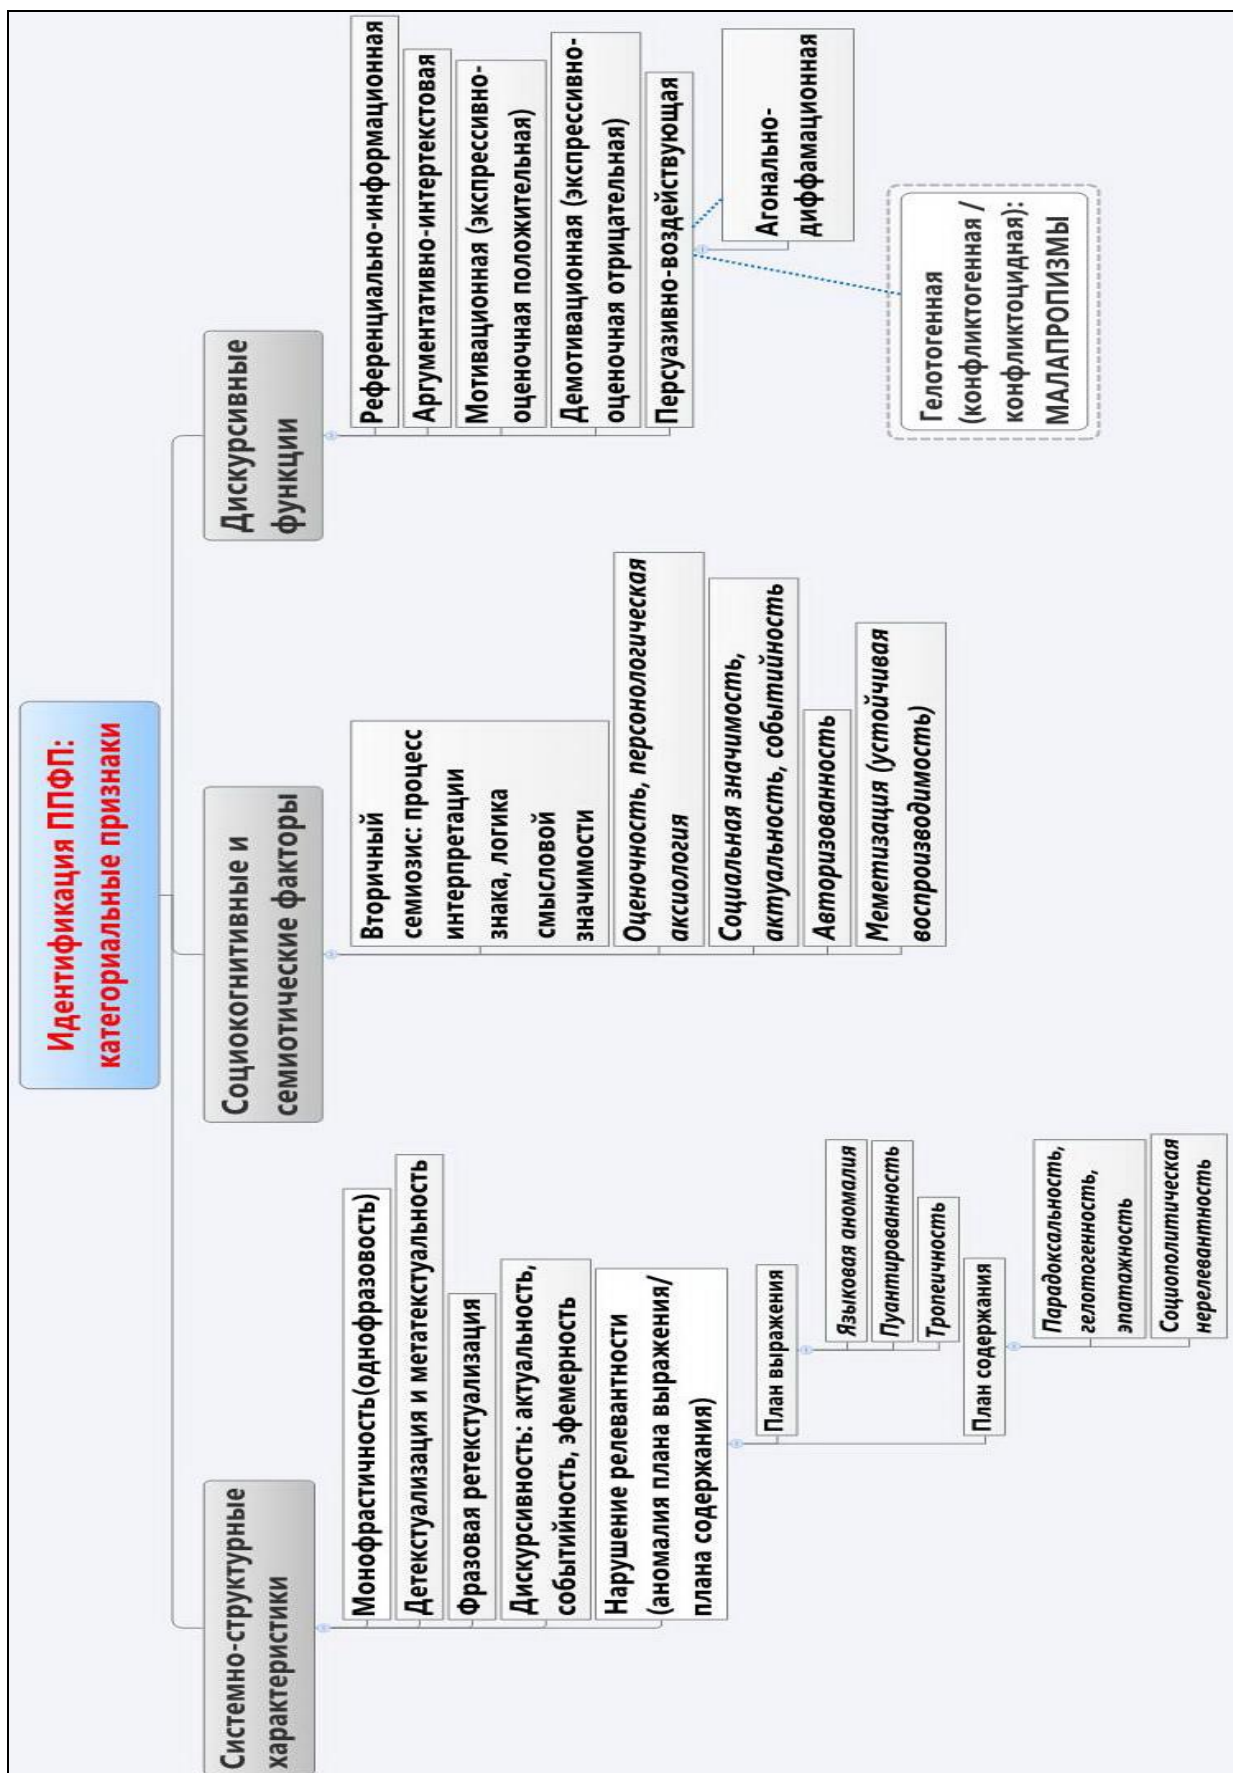 Идентификация ППФП:
категориальные признаки
Системно-структурные
характеристики
Монофрастичность(однофразовость)
Детекстуализация и метатекстуальность
Фразовая ретекстуализация
Дискурсивность: актуальность,
событийность, эфемерность
Нарушение релевантности
(аномалия плана выражения/
плана содержания)
План выражения
Языковая аномалия
Пуантированность
Тропеичность
План содержания
Парадоксальность,
гелотогенность,
эпатажность
Социополитическая
нерелевантность
Социокогнитивные и
семиотические факторы
Вторичный
семиозис: процесс
интерпретации
знака, логика
смысловой
значимости
Оценочность, персонологическая
аксиология
Социальная значимость,
актуальность, событийность
Авторизованность
Меметизация (устойчивая
воспроизводимость)
Дискурсивные
функции
Референциально-информационная
Аргументативно-интертекстовая
Мотивационная (экспрессивно-
оценочная положительная)
Демотивационная (экспрессивно-
оценочная отрицательная)
Персуазивно-воздействующая
Агонально-
диффамационная
Гелотогенная
(конфликтогенная /
конфликтоцидная):
МАЛАПРОПИЗМЫ